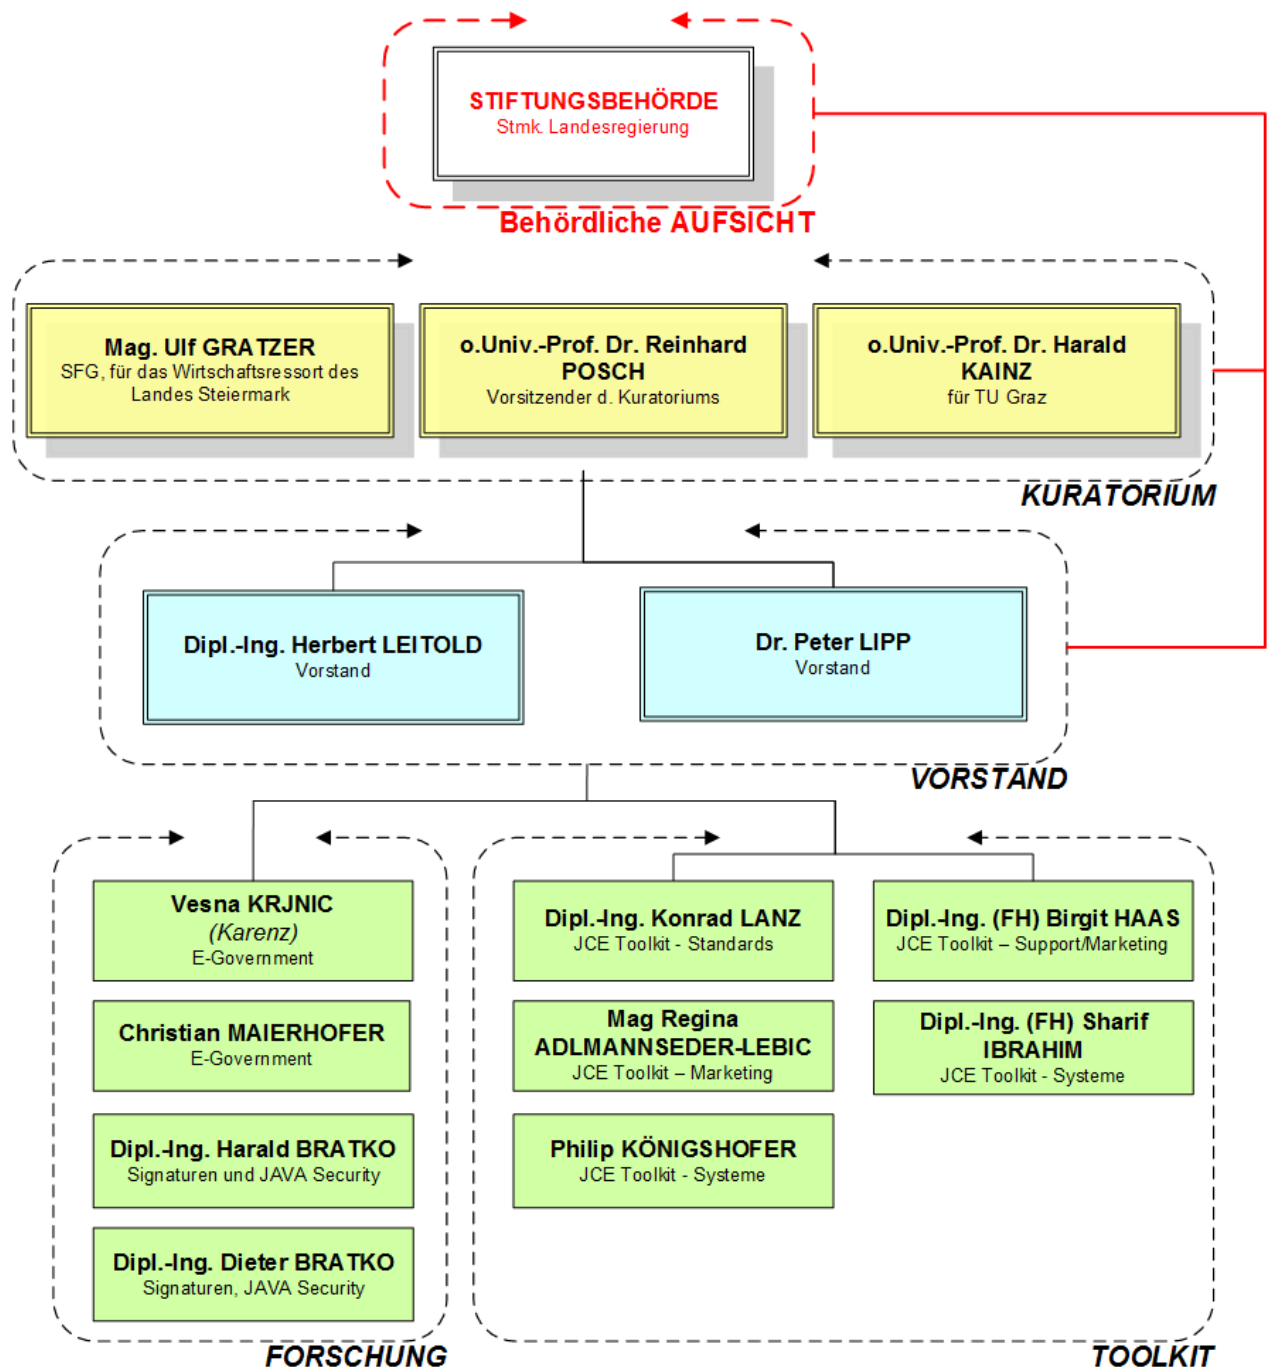 STIFTUNGSBEHÖRDE
Stmk. Landesregierung
Behördliche AUFSICHT
Mag. Ulf GRATZER
SFG, für das Wirtschaftsressort des
Landes Steiermark
o.Univ.-Prof. Dr. Reinhard
POSCH
Vorsitzender d. Kuratoriums
o.Univ.-Prof. Dr. Harald
KAINZ
für TU Graz
KURATORIUM
Dipl.-Ing. Herbert LEITOLD
Vorstand
Dr. Peter LIPP
Vorstand
VORSTAND
Vesna KRJNIC
(Karenz)
E-Government
Christian MAIERHOFER
E-Government
Dipl.-Ing. Harald BRATKO
Signaturen und JAVA Security
Dipl.-Ing. Dieter BRATKO
Signaturen, JAVA Security
FORSCHUNG
Dipl.-Ing. Konrad LANZ
JCE Toolkit - Standards
Mag Regina
ADLMANNSEDER-LEBIC
JCE Toolkit – Marketing
Philip KÖNIGSHOFER
JCE Toolkit - Systeme
Dipl.-Ing. (FH) Birgit HAAS
JCE Toolkit – Support/Marketing
Dipl.-Ing. (FH) Sharif
IBRAHIM
JCE Toolkit - Systeme
TOOLKIT